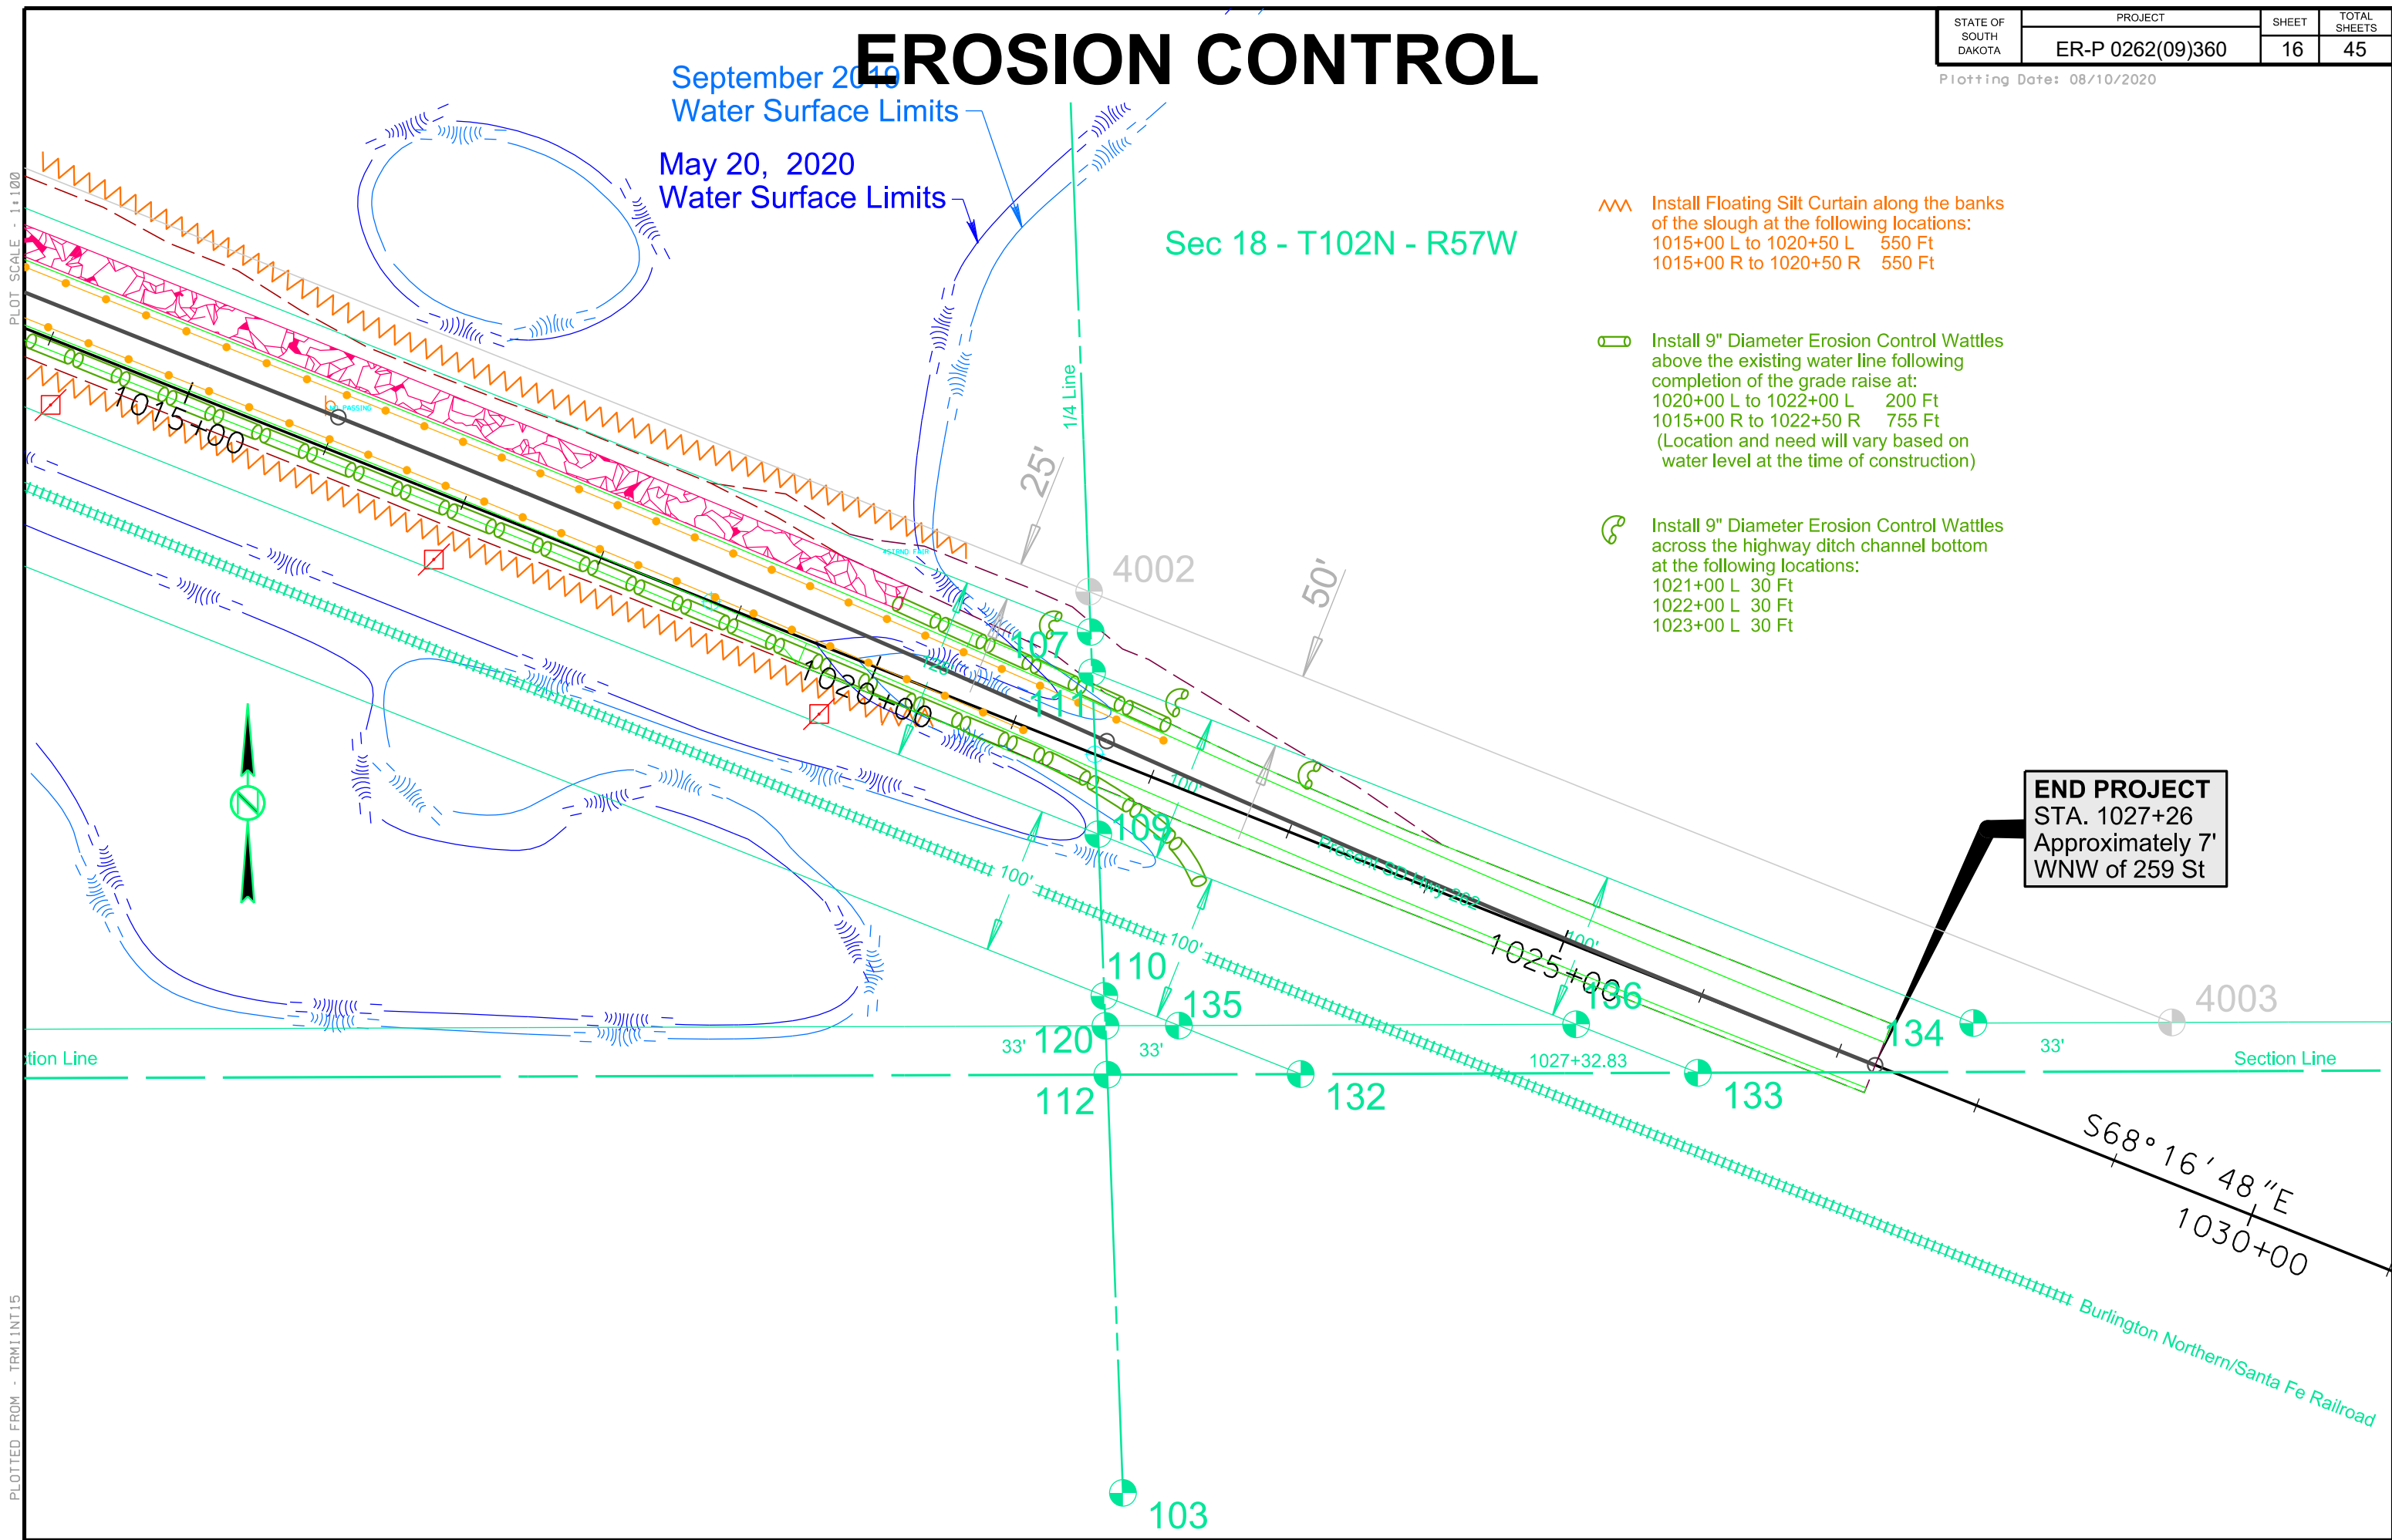 EROSION CONTROL
STATE OF
SOUTH
DAKOTA
PROJECT
ER-P 0262(09)360
SHEET
16
TOTAL
SHEETS
45
Plotting Date: 08/10/2020
PLOT SCALE - 1:100
PLOTTED FROM - TRMIINT15
September 2019
Water Surface Limits
May 20, 2020
Water Surface Limits
Sec 18 - T102N - R57W
Install Floating Silt Curtain along the banks
of the slough at the following locations:
1015+00 L to 1020+50 L 550 Ft
1015+00 R to 1020+50 R 550 Ft
Install 9" Diameter Erosion Control Wattles
above the existing water line following
completion of the grade raise at:
1020+00 L to 1022+00 L 200 Ft
1015+00 R to 1022+50 R 755 Ft
(Location and need will vary based on
water level at the time of construction)
Install 9" Diameter Erosion Control Wattles
across the highway ditch channel bottom
at the following locations:
1021+00 L 30 Ft
1022+00 L 30 Ft
1023+00 L 30 Ft
1/4 Line
25'
50'
4002
1015+00
PASSING
107
111
1020+00
100'
109
Present SD Hwy 262
END PROJECT
STA. 1027+26
Approximately 7'
WNW of 259 St
100'
100'
100'
1025+00
110
135
136
134
4003
33'
120
33'
1027+32.83
33'
tion Line
Section Line
112
132
133
S68°16'48"E
1030+00
Burlington Northern/Santa Fe Railroad
103